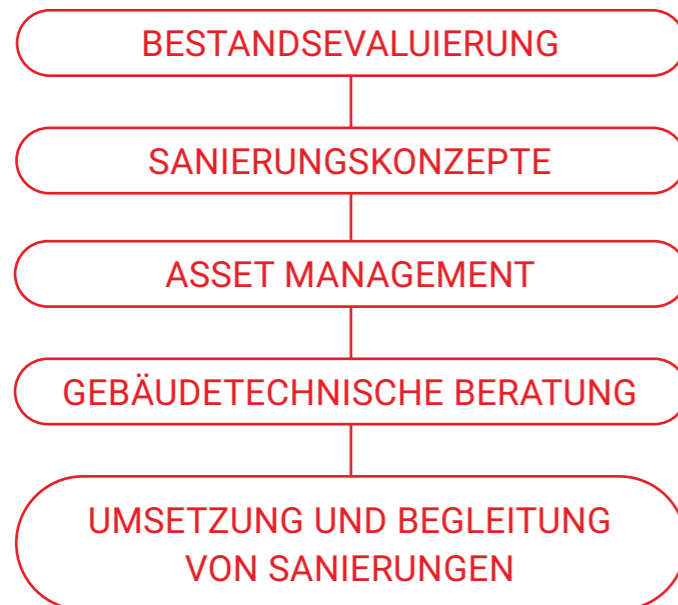 BESTANDSEVALUIERUNG
SANIERUNGSKONZEPTE
ASSET MANAGEMENT
GEBÄUDETECHNISCHE BERATUNG
UMSETZUNG UND BEGLEITUNG
VON SANIERUNGEN